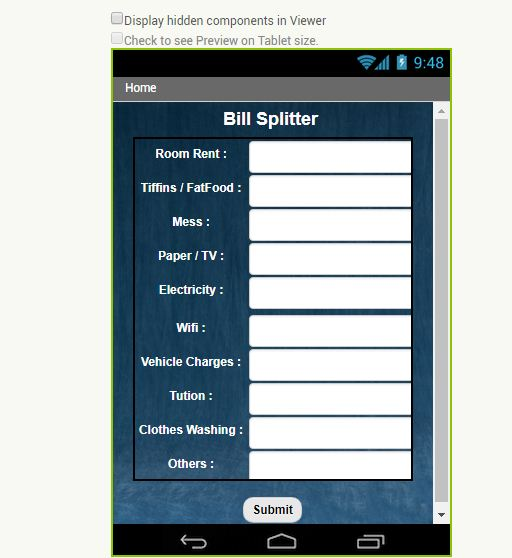 Display hidden components in Viewer
Check to see Preview on Tablet size.
9:48
Home
Bill Splitter
Room Rent :
Tiffins / FatFood :
Mess :
Paper / TV :
Electricity :
Wifi :
Vehicle Charges :
Tution :
Clothes Washing :
Others :
Submit